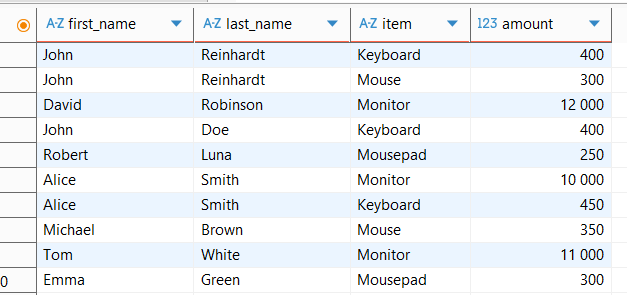 A-Z first_name A-Z last_name A-Z item 123 amount
John Reinhardt Keyboard 400
John Reinhardt Mouse 300
David Robinson Monitor 12 000
John Doe Keyboard 400
Robert Luna Mousepad 250
Alice Smith Monitor 10 000
Alice Smith Keyboard 450
Michael Brown Mouse 350
Tom White Monitor 11 000
0 Emma Green Mousepad 300